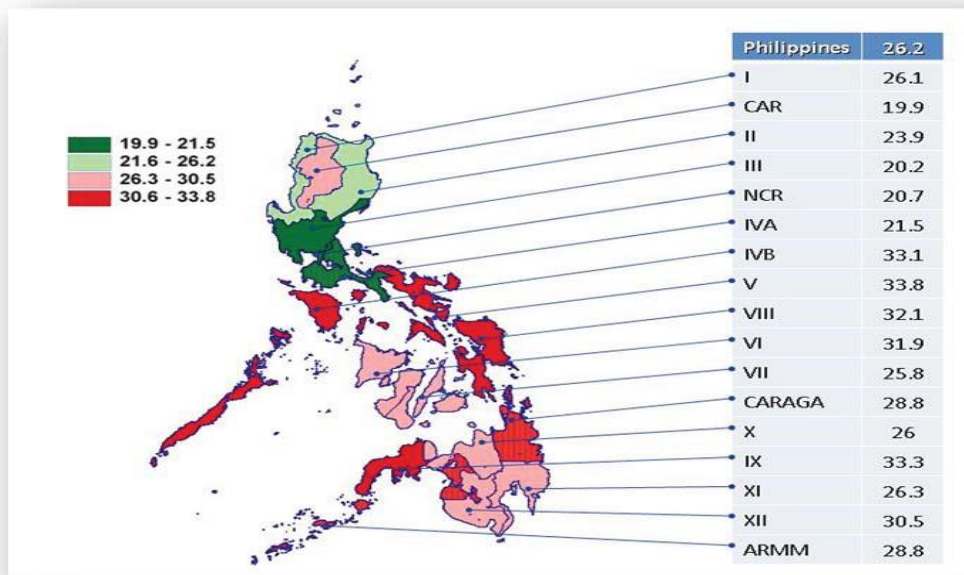 Philippines 26.2
I 26.1
CAR 19.9
II 23.9
III 20.2
NCR 20.7
IVA 21.5
IVB 33.1
V 33.8
VIII 32.1
VI 31.9
VII 25.8
CARAGA 28.8
X 26
IX 33.3
XI 26.3
XII 30.5
ARMM 28.8
19.9 - 21.5
21.6 - 26.2
26.3 - 30.5
30.6 - 33.8